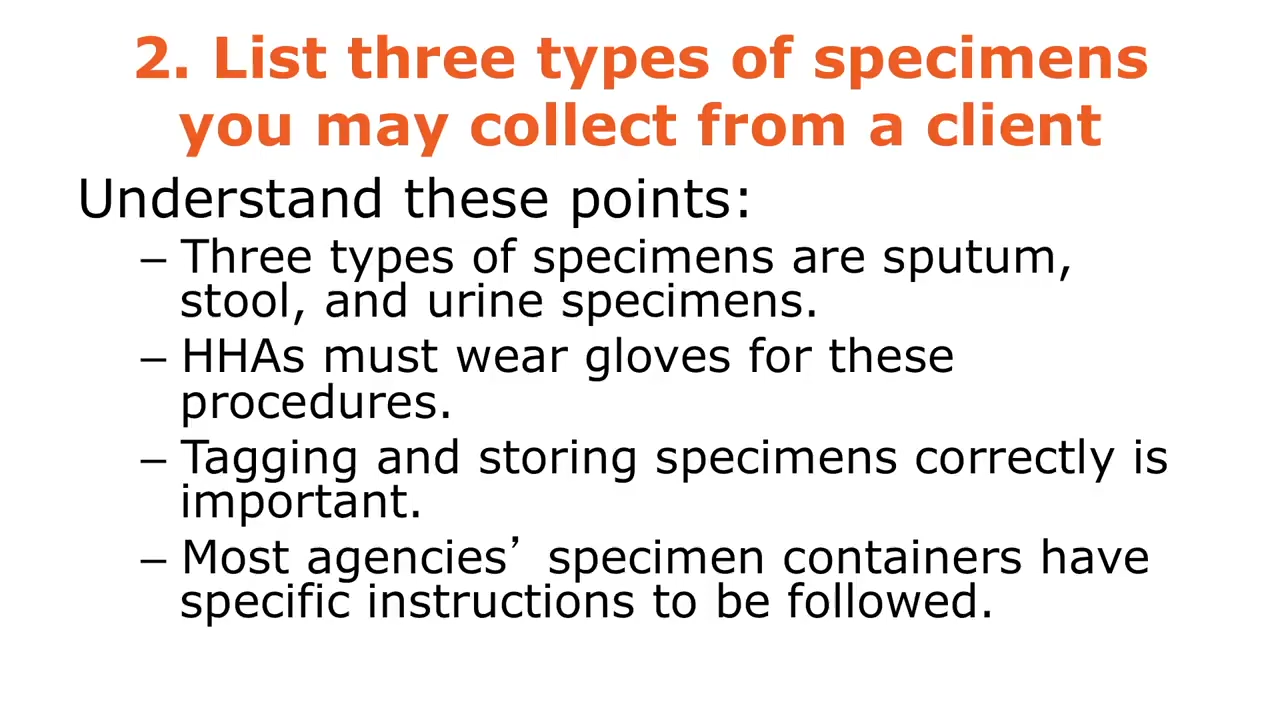 2. List three types of specimens
you may collect from a client
Understand these points:
– Three types of specimens are sputum,
stool, and urine specimens.
– HHAs must wear gloves for these
procedures.
– Tagging and storing specimens correctly is
important.
– Most agencies’ specimen containers have
specific instructions to be followed.